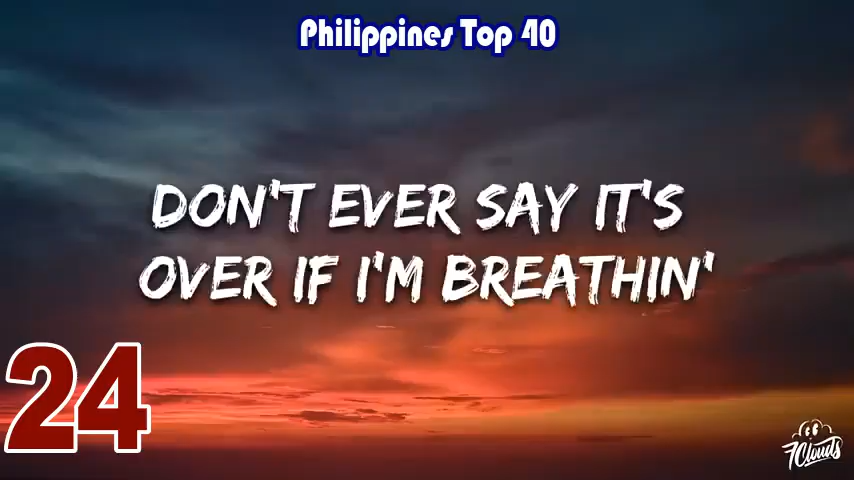 Philippines Top 40
DON'T EVER SAY IT'S
OVER IF I'M BREATHIN'
24
7Clouds